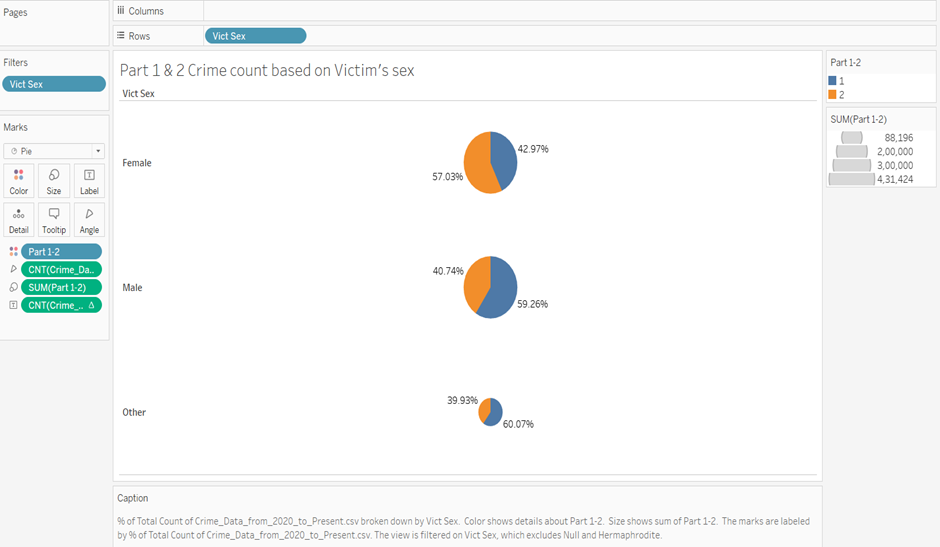 Pages
Columns
Rows
Vict Sex
Filters
Vict Sex
Marks
Pie
Color
Size
Label
Detail
Tooltip
Angle
Part 1-2
CNT(Crime_Da..
SUM(Part 1-2)
CNT(Crime_.. Δ
Part 1 & 2 Crime count based on Victim's sex
Vict Sex
Female
42.97%
57.03%
Male
40.74%
59.26%
Other
39.93%
60.07%
Part 1-2
1
2
SUM(Part 1-2)
88,196
2,00,000
3,00,000
4,31,424
Caption
% of Total Count of Crime_Data_from_2020_to_Present.csv broken down by Vict Sex. Color shows details about Part 1-2. Size shows sum of Part 1-2. The marks are labeled
by % of Total Count of Crime_Data_from_2020_to_Present.csv. The view is filtered on Vict Sex, which excludes Null and Hermaphrodite.